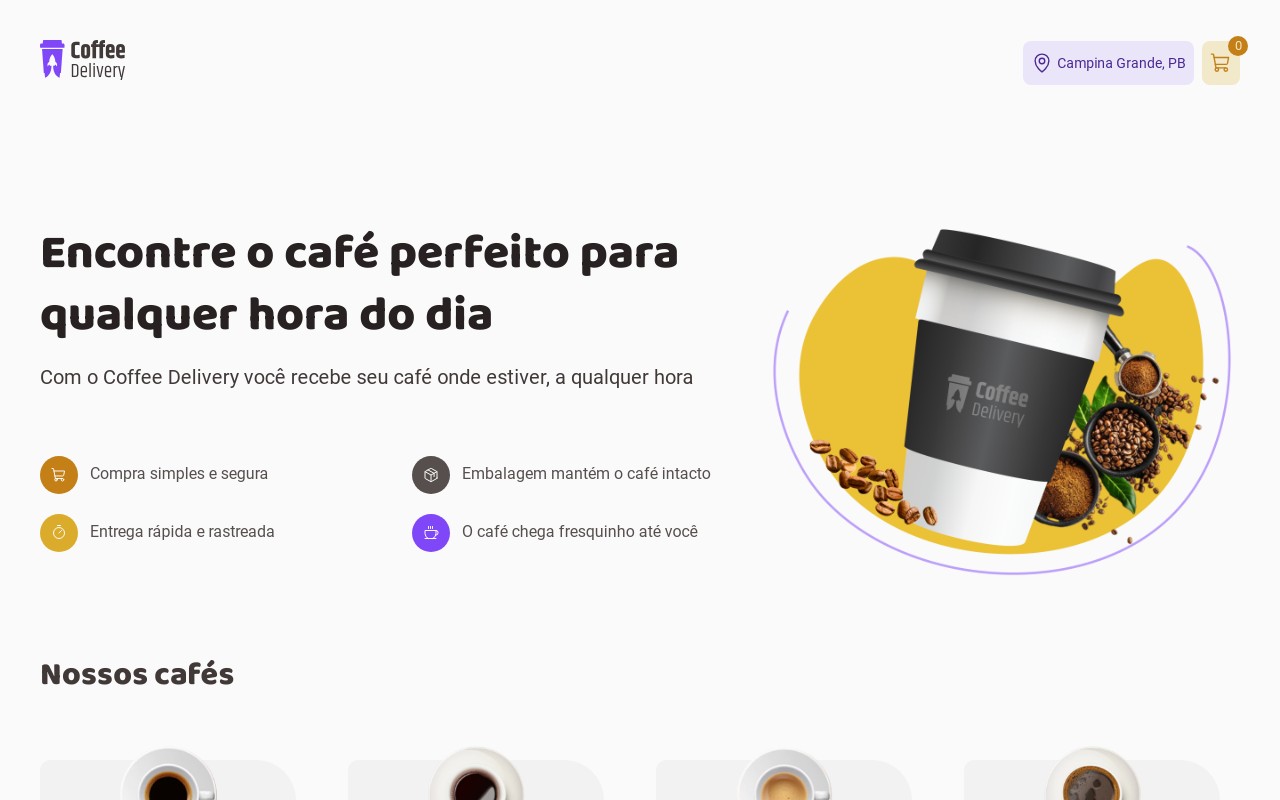 Coffee
Delivery
Campina Grande, PB
0
Encontre o café perfeito para
qualquer hora do dia
Com o Coffee Delivery você recebe seu café onde estiver, a qualquer hora
Compra simples e segura
Embalagem mantém o café intacto
Entrega rápida e rastreada
O café chega fresquinho até você
Coffee
Delivery
Nossos cafés